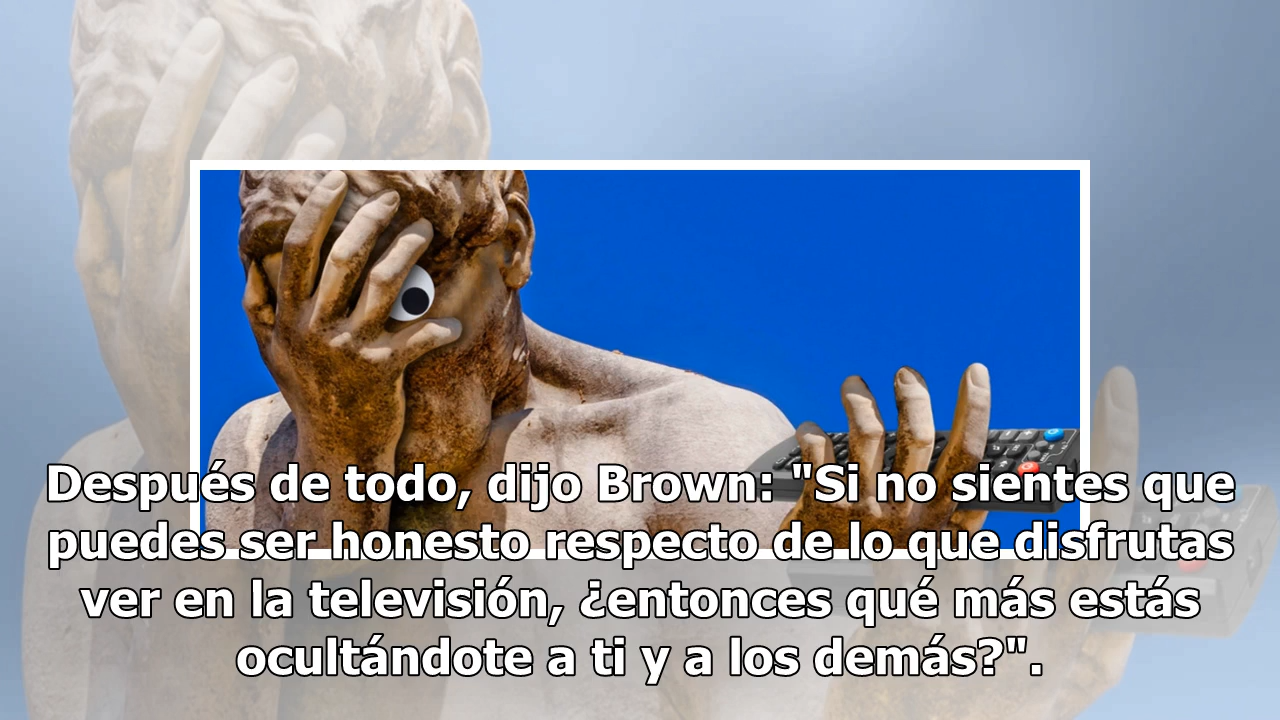 Después de todo, dijo Brown: "Si no sientes que
puedes ser honesto respecto de lo que disfrutas
ver en la televisión, ¿entonces qué más estás
ocultándote a ti y a los demás?".